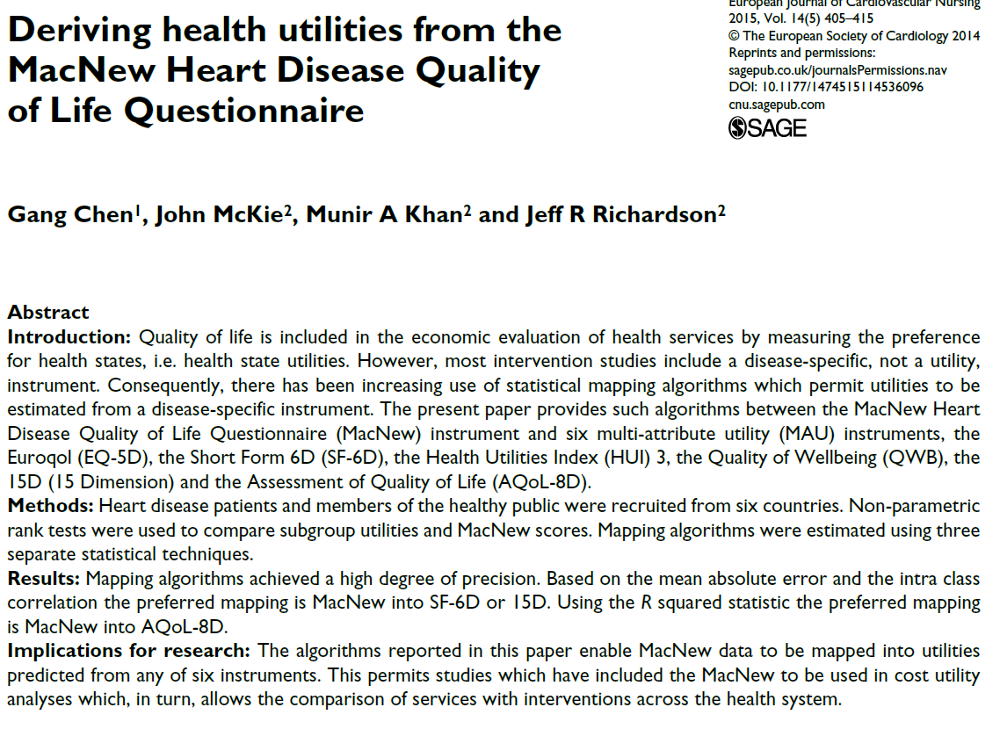 Deriving health utilities from the
MacNew Heart Disease Quality
of Life Questionnaire
European Journal of Cardiovascular Nursing
2015, Vol. 14(5) 405–415
© The European Society of Cardiology 2014
Reprints and permissions:
sagepub.co.uk/journalsPermissions.nav
DOI: 10.1177/1474515114536096
cnu.sagepub.com
SAGE
Gang Chen1, John McKie2, Munir A Khan2 and Jeff R Richardson2
Abstract
Introduction: Quality of life is included in the economic evaluation of health services by measuring the preference
for health states, i.e. health state utilities. However, most intervention studies include a disease-specific, not a utility,
instrument. Consequently, there has been increasing use of statistical mapping algorithms which permit utilities to be
estimated from a disease-specific instrument. The present paper provides such algorithms between the MacNew Heart
Disease Quality of Life Questionnaire (MacNew) instrument and six multi-attribute utility (MAU) instruments, the
Euroqol (EQ-5D), the Short Form 6D (SF-6D), the Health Utilities Index (HUI) 3, the Quality of Wellbeing (QWB), the
15D (15 Dimension) and the Assessment of Quality of Life (AQoL-8D).
Methods: Heart disease patients and members of the healthy public were recruited from six countries. Non-parametric
rank tests were used to compare subgroup utilities and MacNew scores. Mapping algorithms were estimated using three
separate statistical techniques.
Results: Mapping algorithms achieved a high degree of precision. Based on the mean absolute error and the intra class
correlation the preferred mapping is MacNew into SF-6D or 15D. Using the R squared statistic the preferred mapping
is MacNew into AQoL-8D.
Implications for research: The algorithms reported in this paper enable MacNew data to be mapped into utilities
predicted from any of six instruments. This permits studies which have included the MacNew to be used in cost utility
analyses which, in turn, allows the comparison of services with interventions across the health system.